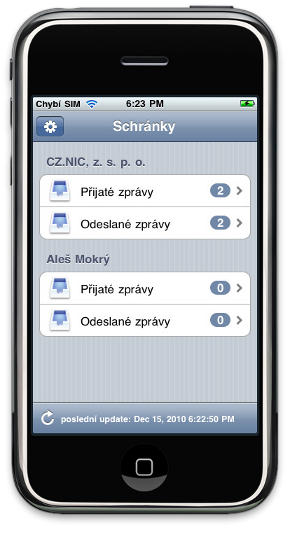 Chybí SIM 6:23 PM
Schránky
CZ.NIC, z. s. p. o.
Přijaté zprávy 2
Odeslané zprávy 2
Aleš Mokrý
Přijaté zprávy 0
Odeslané zprávy 0
poslední update: Dec 15, 2010 6:22:50 PM